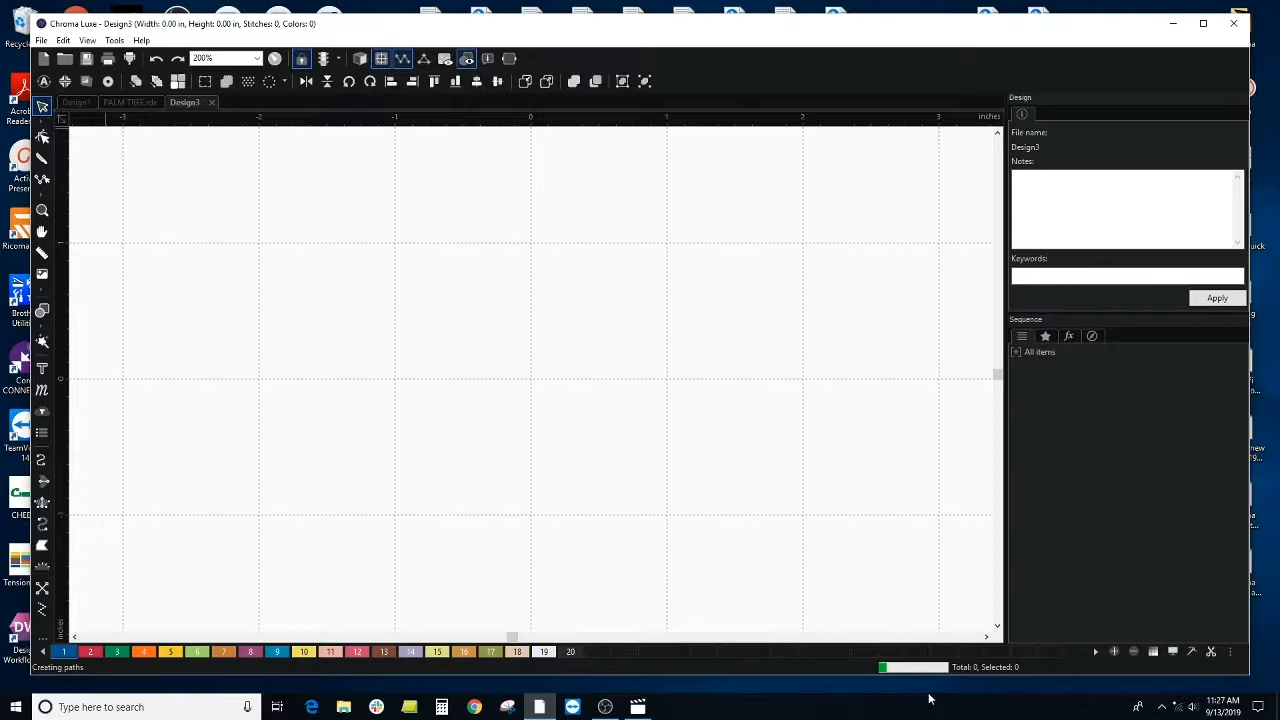 Chroma Luxe - Design3 (Width: 0.00 in, Height: 0.00 in, Stitches: 0, Colors: 0)
File Edit View Tools Help
200%
Design1 PALM TREE.rde Design3
-3 -2 -1 0 1 2 3 inches
Design
File name:
Design3
Notes:
Keywords:
Apply
Sequence
All items
1
0
-1
inches
1 2 3 4 5 6 7 8 9 10 11 12 13 14 15 16 17 18 19 20
Creating paths
Total: 0, Selected: 0
Type here to search
11:27 AM
9/13/2019